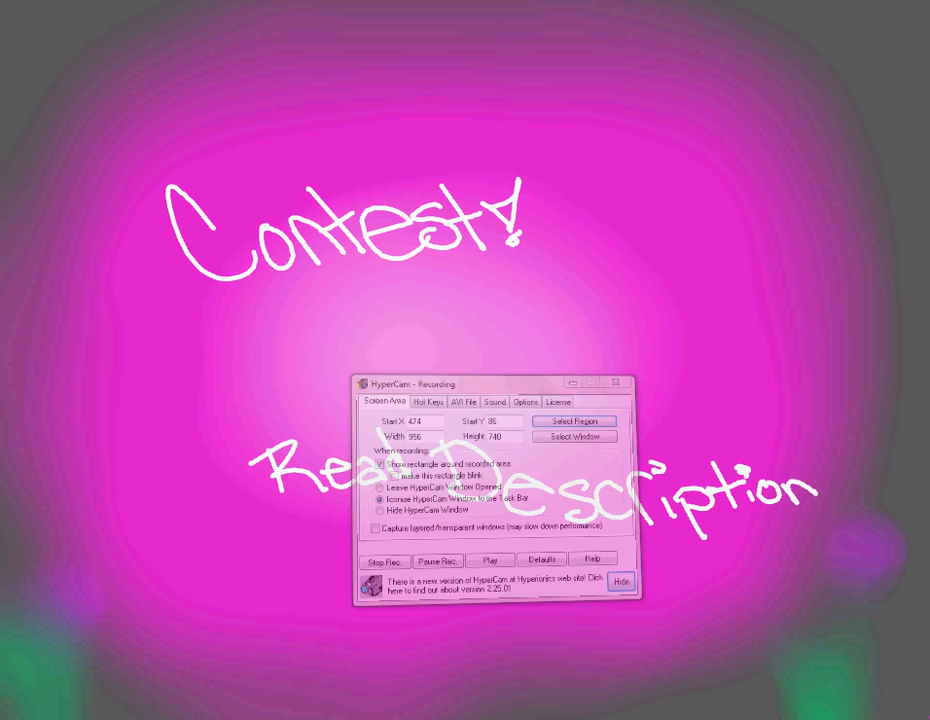 Contest!
HyperCam - Recording
Screen Area Hot Keys AVI File Sound Options License
Start X 474 Start Y 86 Select Region
Width 956 Height 740 Select Window
When recording:
Show rectangle around recorded area
make this rectangle blink
Leave HyperCam Window Opened
Iconize HyperCam Window to the Task Bar
Hide HyperCam Window
Read Description
Capture layered/transparent windows (may slow down performance)
Stop Rec. Pause Rec. Play Defaults Help
There is a new version of HyperCam at Hyperionics web site! Click
here to find out about version 2.25.01
Hide